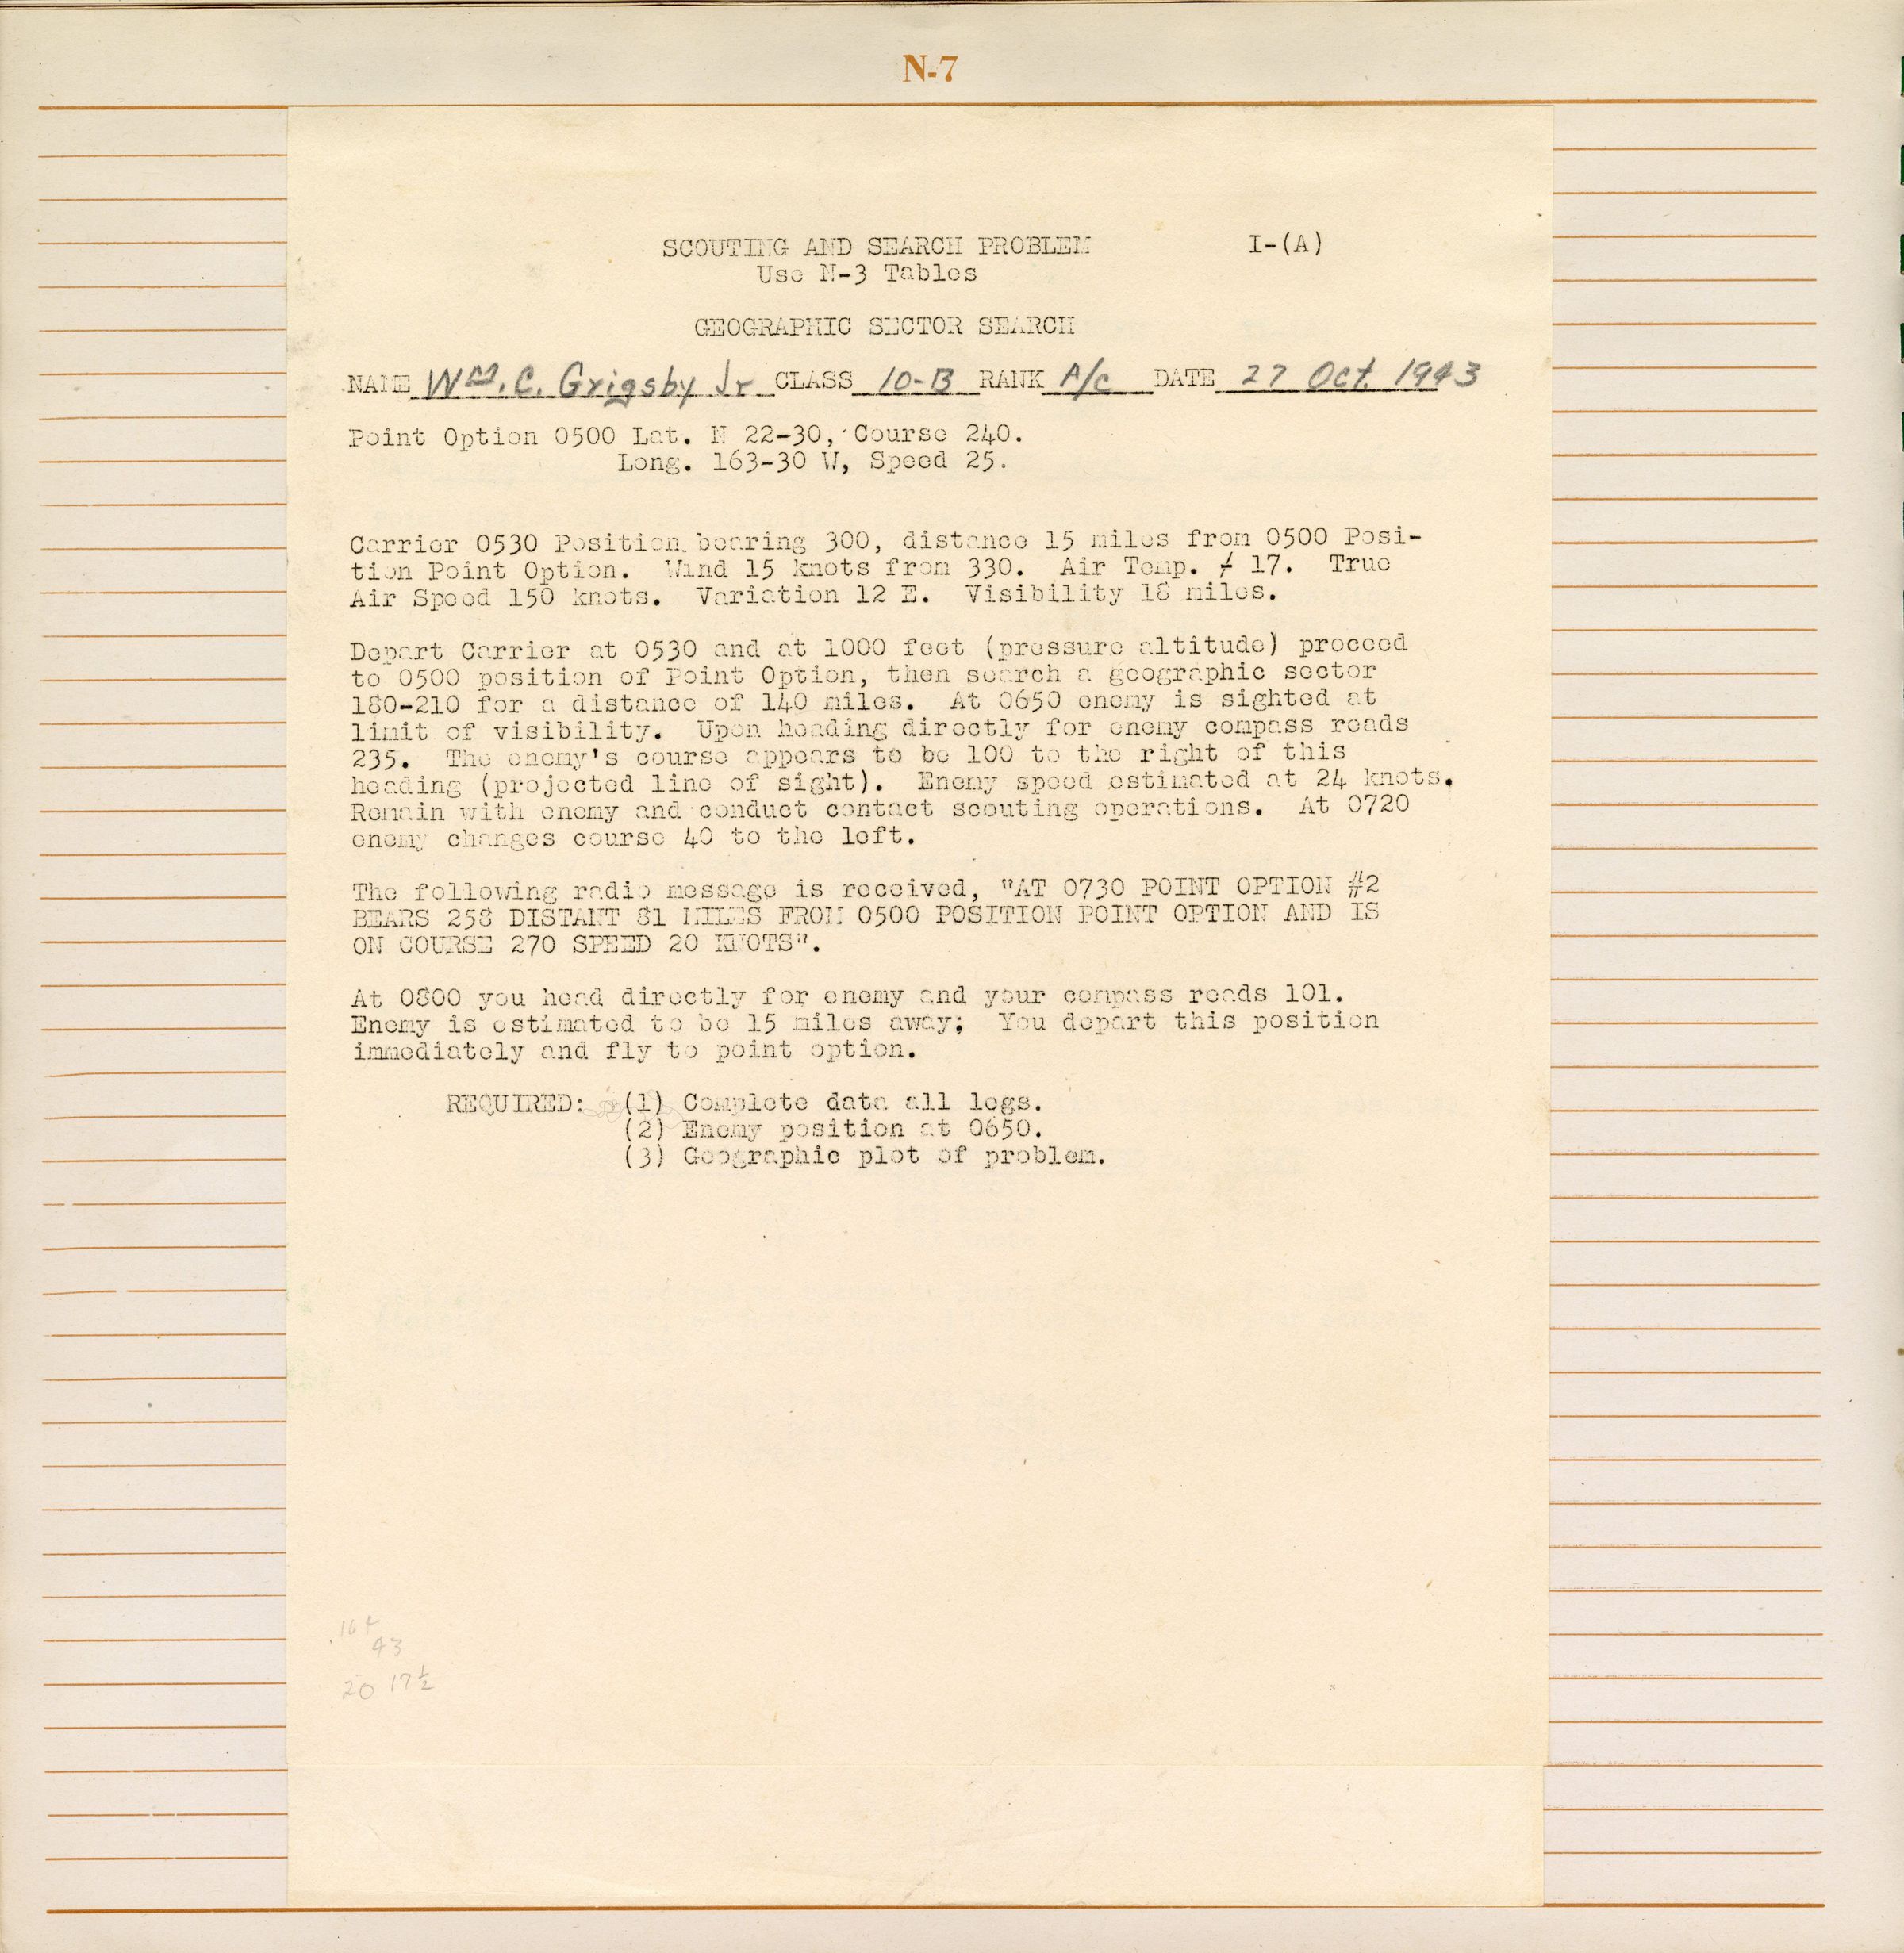 N-7
SCOUTING AND SEARCH PROBLEM I-(A)
Use N-3 Tables
GEOGRAPHIC SECTOR SEARCH
NAME Wm. C. Grigsby Jr CLASS 10-B RANK A/c DATE 27 Oct. 1943
Point Option 0500 Lat. N 22-30, Course 240.
Long. 163-30 W, Speed 25.
Carrier 0530 Position bearing 300, distance 15 miles from 0500 Posi-
tion Point Option. Wind 15 knots from 330. Air Temp. ≠ 17. True
Air Speed 150 knots. Variation 12 E. Visibility 18 miles.
Depart Carrier at 0530 and at 1000 feet (pressure altitude) proceed
to 0500 position of Point Option, then search a geographic sector
180-210 for a distance of 140 miles. At 0650 enemy is sighted at
limit of visibility. Upon heading directly for enemy compass reads
235. The enemy's course appears to be 100 to the right of this
heading (projected line of sight). Enemy speed estimated at 24 knots.
Remain with enemy and conduct contact scouting operations. At 0720
enemy changes course 40 to the left.
The following radio message is received, "AT 0730 POINT OPTION #2
BEARS 258 DISTANT 81 MILES FROM 0500 POSITION POINT OPTION AND IS
ON COURSE 270 SPEED 20 KNOTS".
At 0800 you head directly for enemy and your compass reads 101.
Enemy is estimated to be 15 miles away; You depart this position
immediately and fly to point option.
REQUIRED: (1) Complete data all legs.
(2) Enemy position at 0650.
(3) Geographic plot of problem.
43
20 17½